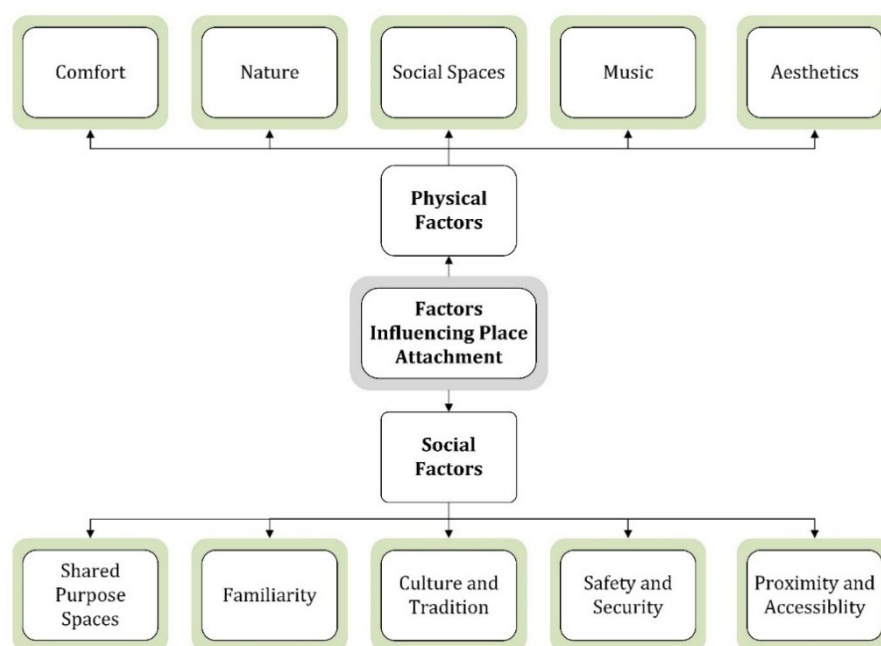 Comfort
Nature
Social Spaces
Music
Aesthetics
Physical
Factors
Factors
Influencing Place
Attachment
Social
Factors
Shared
Purpose
Spaces
Familiarity
Culture and
Tradition
Safety and
Security
Proximity and
Accessiblity